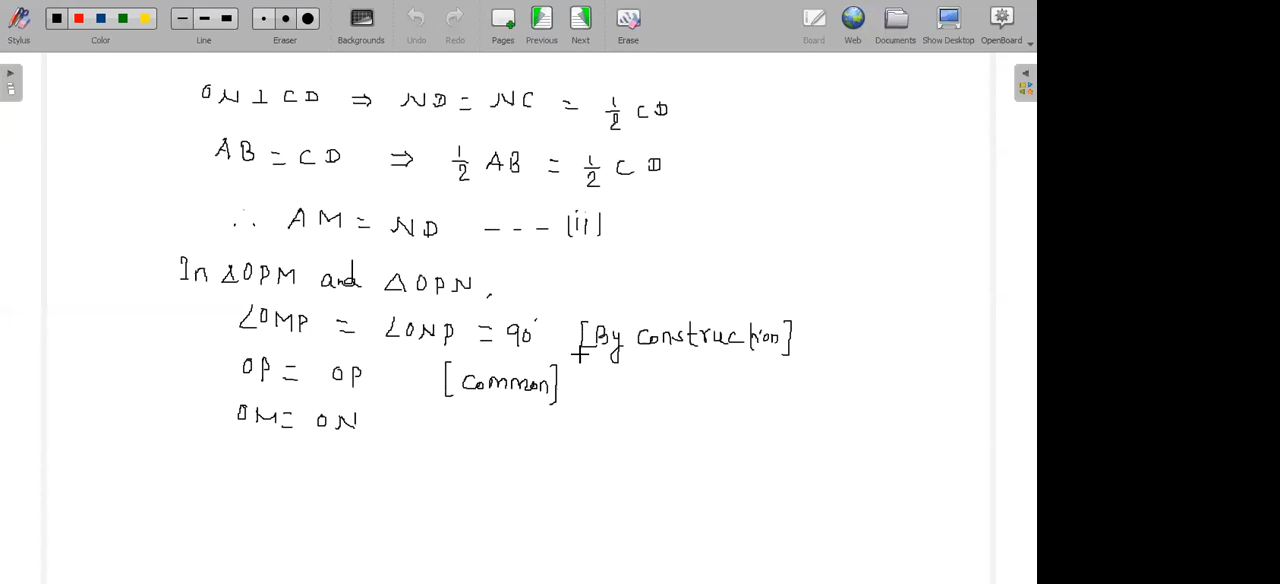 Stylus
Color
Line
Eraser
Backgrounds
Undo
Redo
Pages
Previous
Next
Erase
Board
Web
Documents
Show Desktop
OpenBoard
ON ⊥ CD ⇒ ND = NC = 1/2 CD
AB = CD ⇒ 1/2 AB = 1/2 CD
∴ AM = ND --- (ii)
In ΔOPM and ΔOPN,
∠OMP = ∠ONP = 90° [By construction]
OP = OP [common]
OM = ON